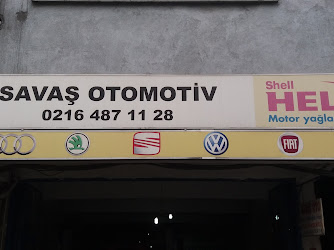 SAVAŞ OTOMOTİV
0216 487 11 28
Shell
HEL
Motor yağla
FIAT